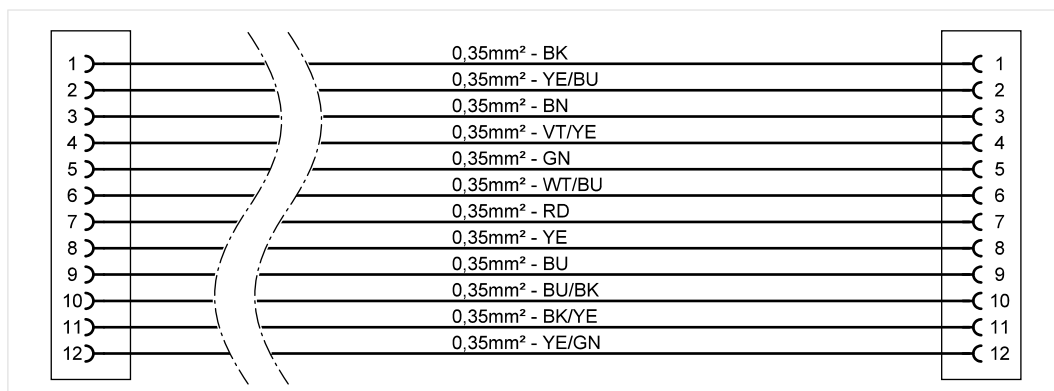 0,35mm² - BK
1 1
0,35mm² - YE/BU
2 2
0,35mm² - BN
3 3
0,35mm² - VT/YE
4 4
0,35mm² - GN
5 5
0,35mm² - WT/BU
6 6
0,35mm² - RD
7 7
0,35mm² - YE
8 8
0,35mm² - BU
9 9
0,35mm² - BU/BK
10 10
0,35mm² - BK/YE
11 11
0,35mm² - YE/GN
12 12